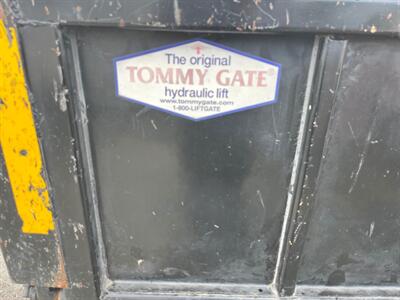 The original
TOMMY GATE®
hydraulic lift
www.tommygate.com
1-800-LIFTGATE